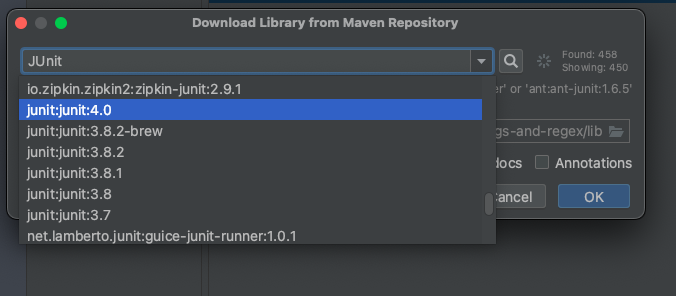 Download Library from Maven Repository
JUnit
Found: 458
Showing: 450
io.zipkin.zipkin2:zipkin-junit:2.9.1
er' or 'ant:ant-junit:1.6.5'
junit:junit:4.0
junit:junit:3.8.2-brew
gs-and-regex/lib
junit:junit:3.8.2
junit:junit:3.8.1
docs
Annotations
junit:junit:3.8
Cancel
OK
junit:junit:3.7
net.lamberto.junit:guice-junit-runner:1.0.1